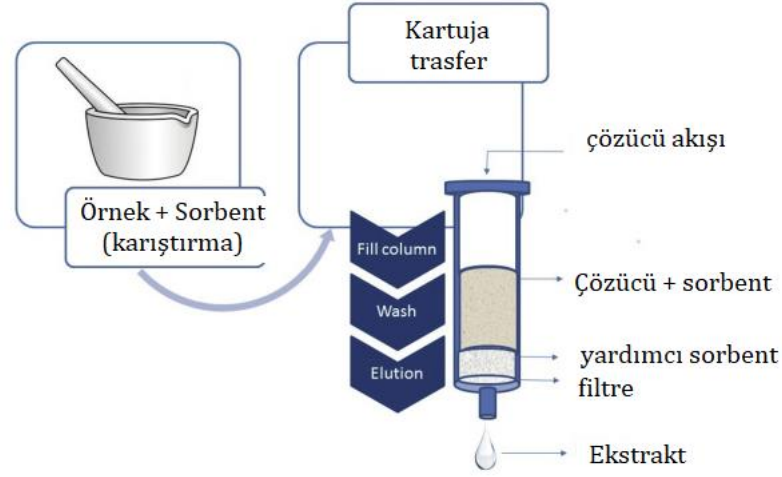 Kartuja
trasfer
Örnek + Sorbent
(karıştırma)
Fill column
Wash
Elution
çözücü akışı
Çözücü + sorbent
yardımcı sorbent
filtre
Ekstrakt